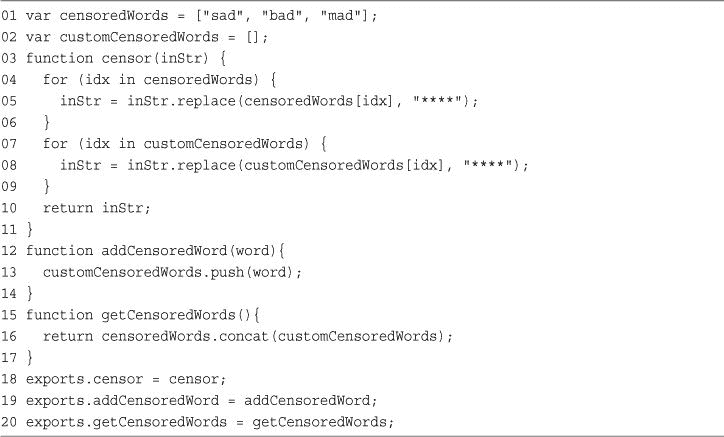 01 var censoredWords = ["sad", "bad", "mad"];
02 var customCensoredWords = [];
03 function censor(inStr) {
04   for (idx in censoredWords) {
05     inStr = inStr.replace(censoredWords[idx], "****");
06   }
07   for (idx in customCensoredWords) {
08     inStr = inStr.replace(customCensoredWords[idx], "****");
09   }
10   return inStr;
11 }
12 function addCensoredWord(word){
13   customCensoredWords.push(word);
14 }
15 function getCensoredWords(){
16   return censoredWords.concat(customCensoredWords);
17 }
18 exports.censor = censor;
19 exports.addCensoredWord = addCensoredWord;
20 exports.getCensoredWords = getCensoredWords;